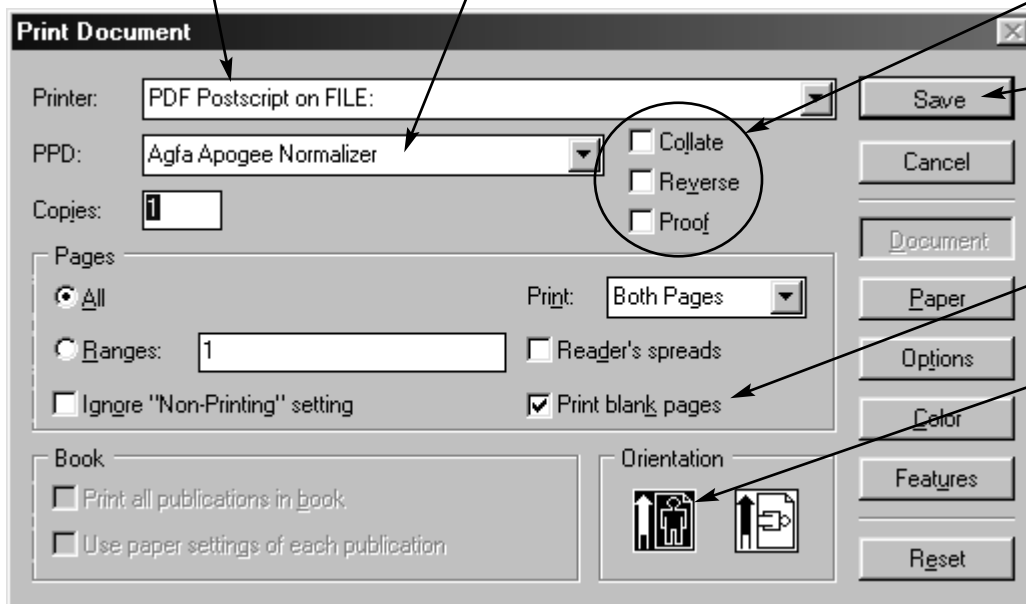 Print Document
Printer: PDF Postscript on FILE: Save
PPD: Agfa Apogee Normalizer Collate Cancel
Reverse
Copies: 1 Proof
Document
Pages
All Print: Both Pages Paper
Ranges: 1 Reader's spreads Options
Ignore "Non-Printing" setting Print blank pages
Color
Book Orientation
Print all publications in book Features
Use paper settings of each publication
Reset